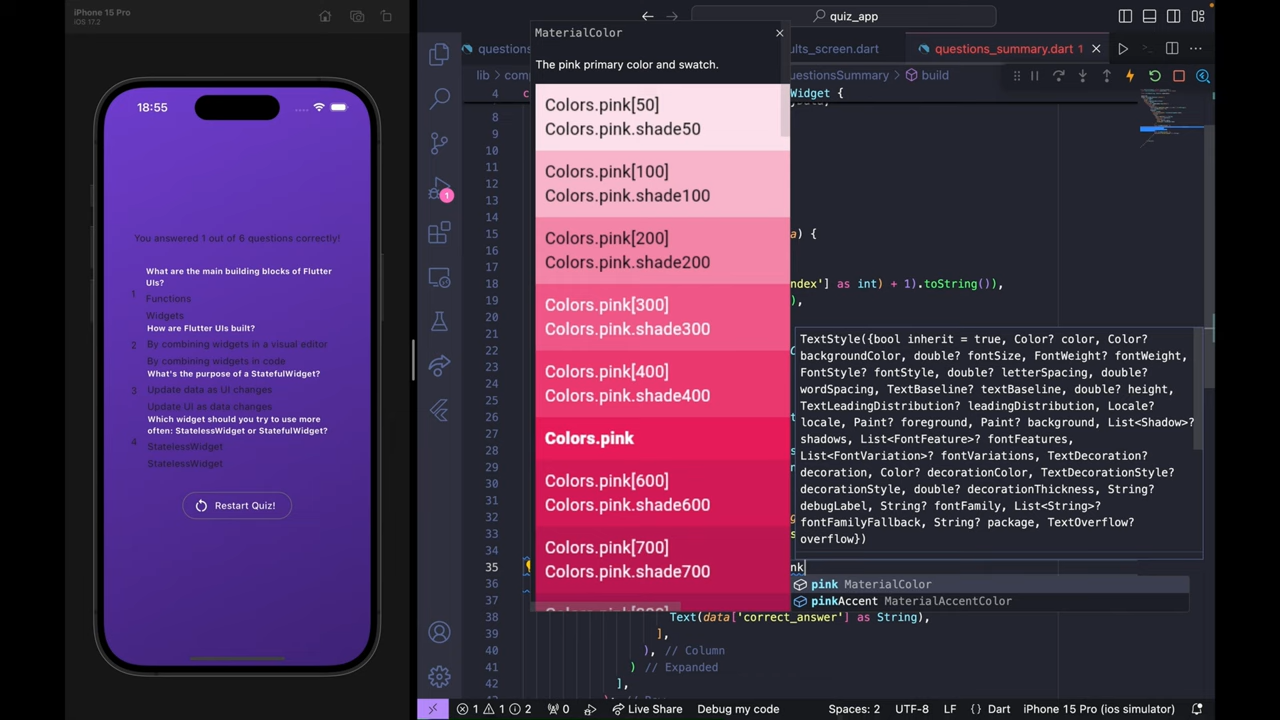 iPhone 15 Pro
iOS 17.2
18:55
You answered 1 out of 6 questions correctly!
What are the main building blocks of Flutter
UIs?
1
Functions
Widgets
How are Flutter UIs built?
2
By combining widgets in a visual editor
By combining widgets in code
What's the purpose of a StatefulWidget?
3
Update data as UI changes
Update UI as data changes
Which widget should you try to use more
often: StatelessWidget or StatefulWidget?
4
StatelessWidget
StatelessWidget
Restart Quiz!
quiz_app
questions_summary.dart 1
lib
build
1
MaterialColor
The pink primary color and swatch.
Colors.pink[50]
Colors.pink.shade50
Colors.pink[100]
Colors.pink.shade100
Colors.pink[200]
Colors.pink.shade200
Colors.pink[300]
Colors.pink.shade300
Colors.pink[400]
Colors.pink.shade400
Colors.pink
Colors.pink[600]
Colors.pink.shade600
Colors.pink[700]
Colors.pink.shade700
4
8
9
10
11
12
13
14
15 a) {
16
17
18 ndex'] as int) + 1).toString()),
19 ),
20
21
22
23
24
25
26
27
28
29
30
31
32
33
34
35 nk
36
37
38 Text(data['correct_answer'] as String),
39 ],
40 ), // Column
41 ) // Expanded
42 ],
TextStyle({bool inherit = true, Color? color, Color?
backgroundColor, double? fontSize, FontWeight? fontWeight,
FontStyle? fontStyle, double? letterSpacing, double?
wordSpacing, TextBaseline? textBaseline, double? height,
TextLeadingDistribution? leadingDistribution, Locale?
locale, Paint? foreground, Paint? background, List<Shadow>?
shadows, List<FontFeature>? fontFeatures,
List<FontVariation>? fontVariations, TextDecoration?
decoration, Color? decorationColor, TextDecorationStyle?
decorationStyle, double? decorationThickness, String?
debugLabel, String? fontFamily, List<String>?
fontFamilyFallback, String? package, TextOverflow?
overflow})
pink MaterialColor
pinkAccent MaterialAccentColor
1 1 2 0 Live Share Debug my code Spaces: 2 UTF-8 LF {} Dart iPhone 15 Pro (ios simulator)